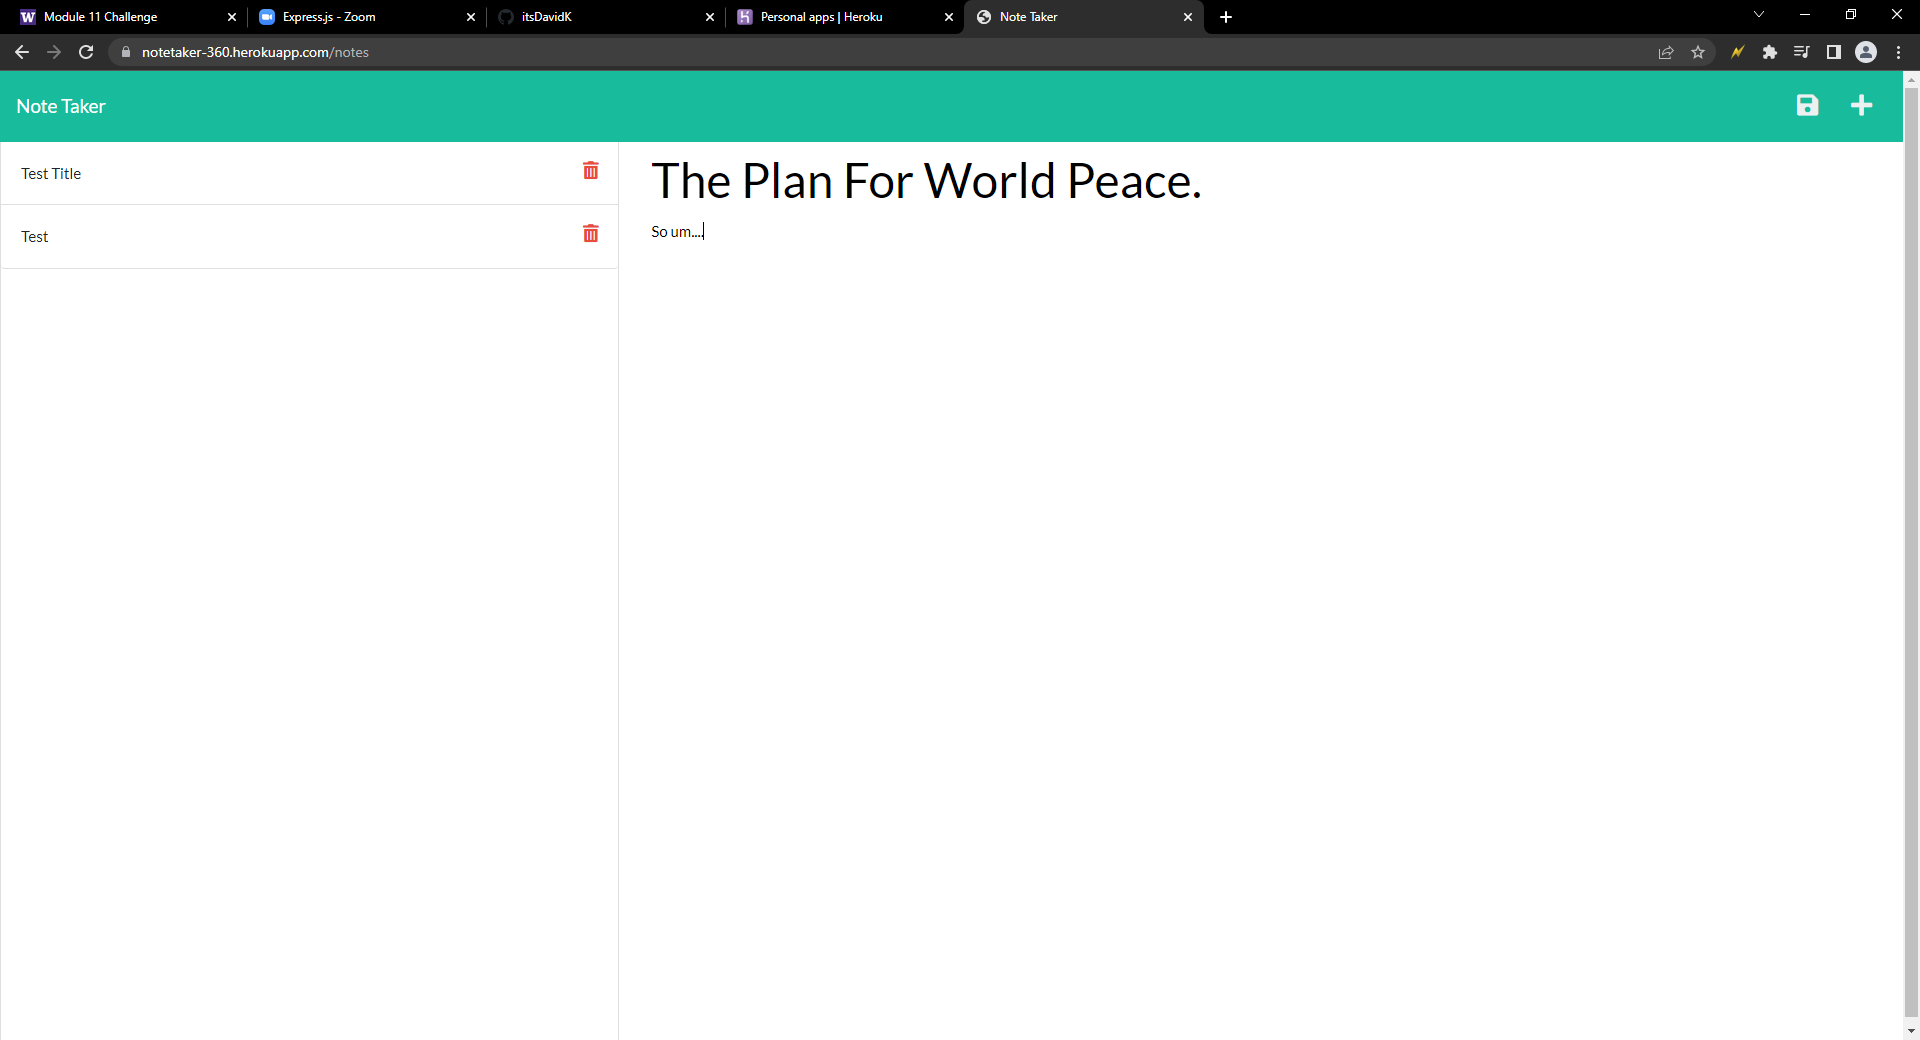 Module 11 Challenge
Express.js - Zoom
itsDavidK
Personal apps | Heroku
Note Taker
notetaker-360.herokuapp.com/notes
Note Taker
Test Title
Test
The Plan For World Peace.
So um....